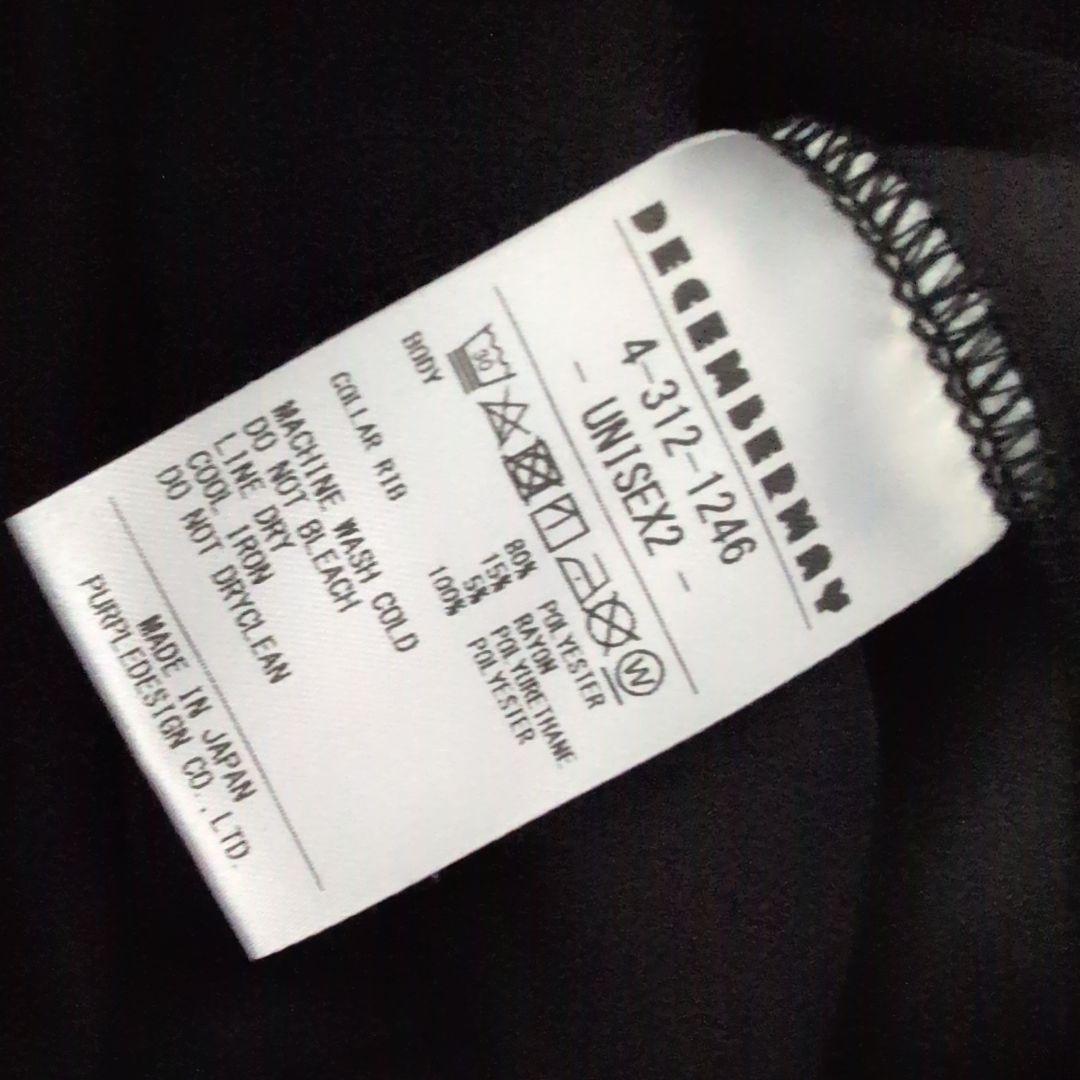 DECEMBERMAY
4-312-1246
- UNISEX2 -
30 W
BODY 80% POLYESTER
15% RAYON
5% POLYURETHANE
COLLAR RIB 100% POLYESTER
MACHINE WASH COLD
DO NOT BLEACH
LINE DRY
COOL IRON
DO NOT DRYCLEAN
MADE IN JAPAN
PURPLEDESIGN CO.,LTD.